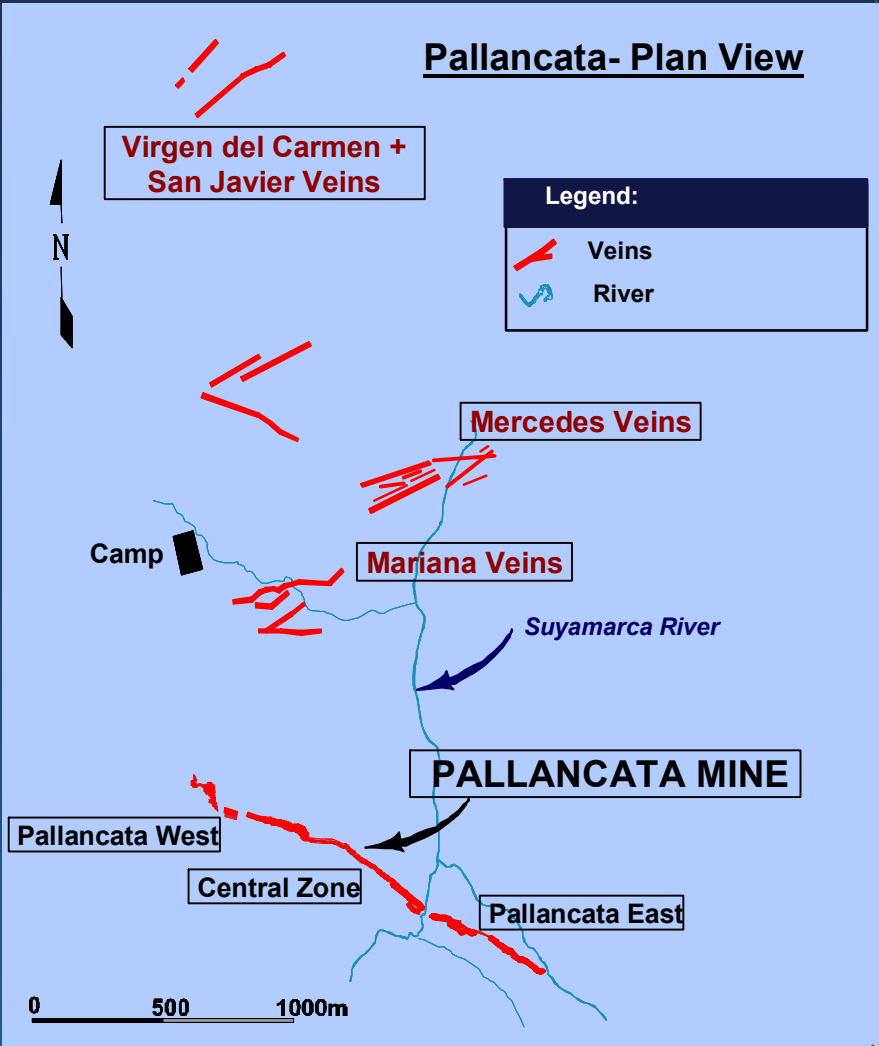 Pallancata- Plan View
Virgen del Carmen +
San Javier Veins
N
Legend:
Veins
River
Mercedes Veins
Camp
Mariana Veins
Suyamarca River
PALLANCATA MINE
Pallancata West
Central Zone
Pallancata East
0 500 1000m